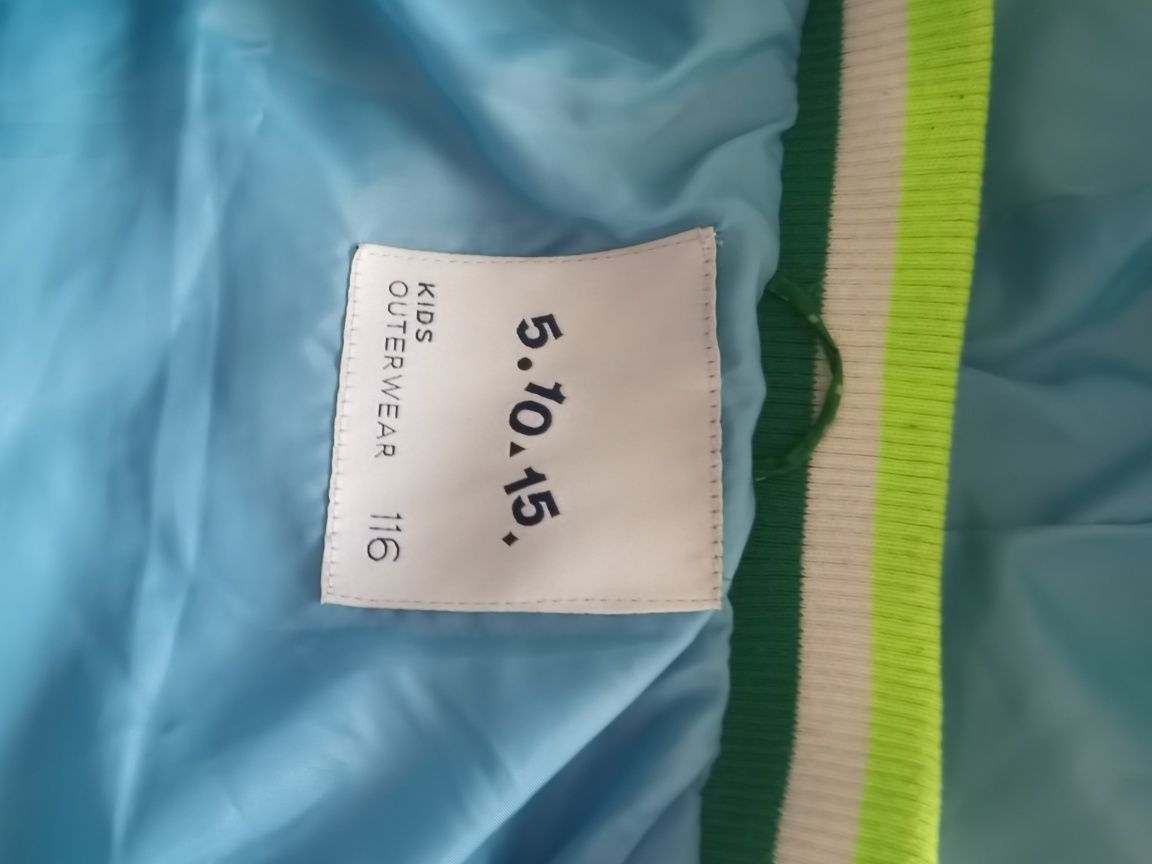 5.10.15.
KIDS
OUTERWEAR 116